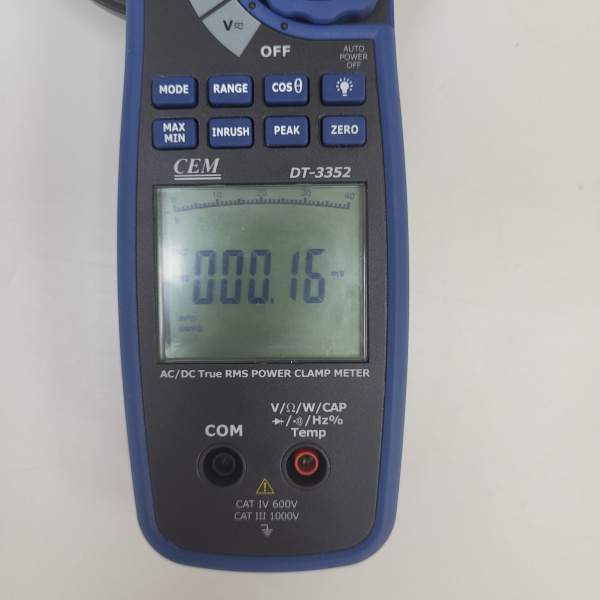 V
OFF
AUTO
POWER
OFF
MODE RANGE COSθ
MAX
MIN
INRUSH PEAK ZERO
CEM DT-3352
0 10 20 30 40
-000.16
AC/DC True RMS POWER CLAMP METER
COM
V/Ω/W/CAP
/Hz%
Temp
CAT IV 600V
CAT III 1000V